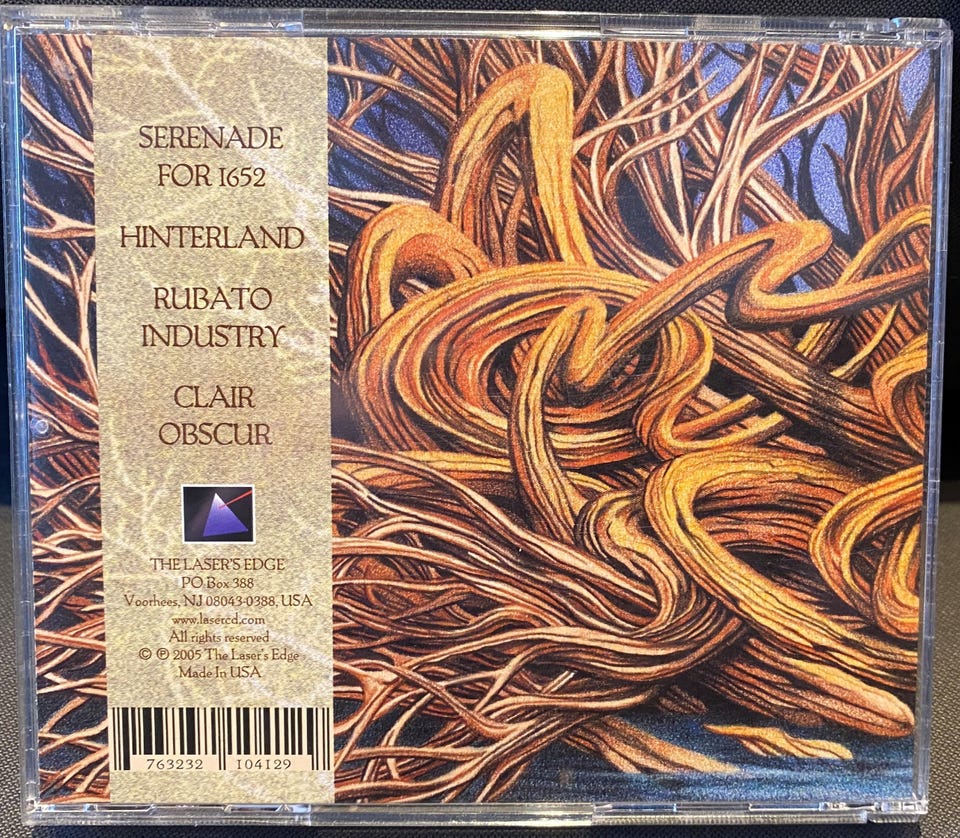 SERENADE
FOR 1652
HINTERLAND
RUBATO
INDUSTRY
CLAIR
OBSCUR
THE LASER'S EDGE
PO Box 388
Voorhees, NJ 08043-0388, USA
www.lasercd.com
All rights reserved
© ℗ 2005 The Laser's Edge
Made In USA
763232 104129